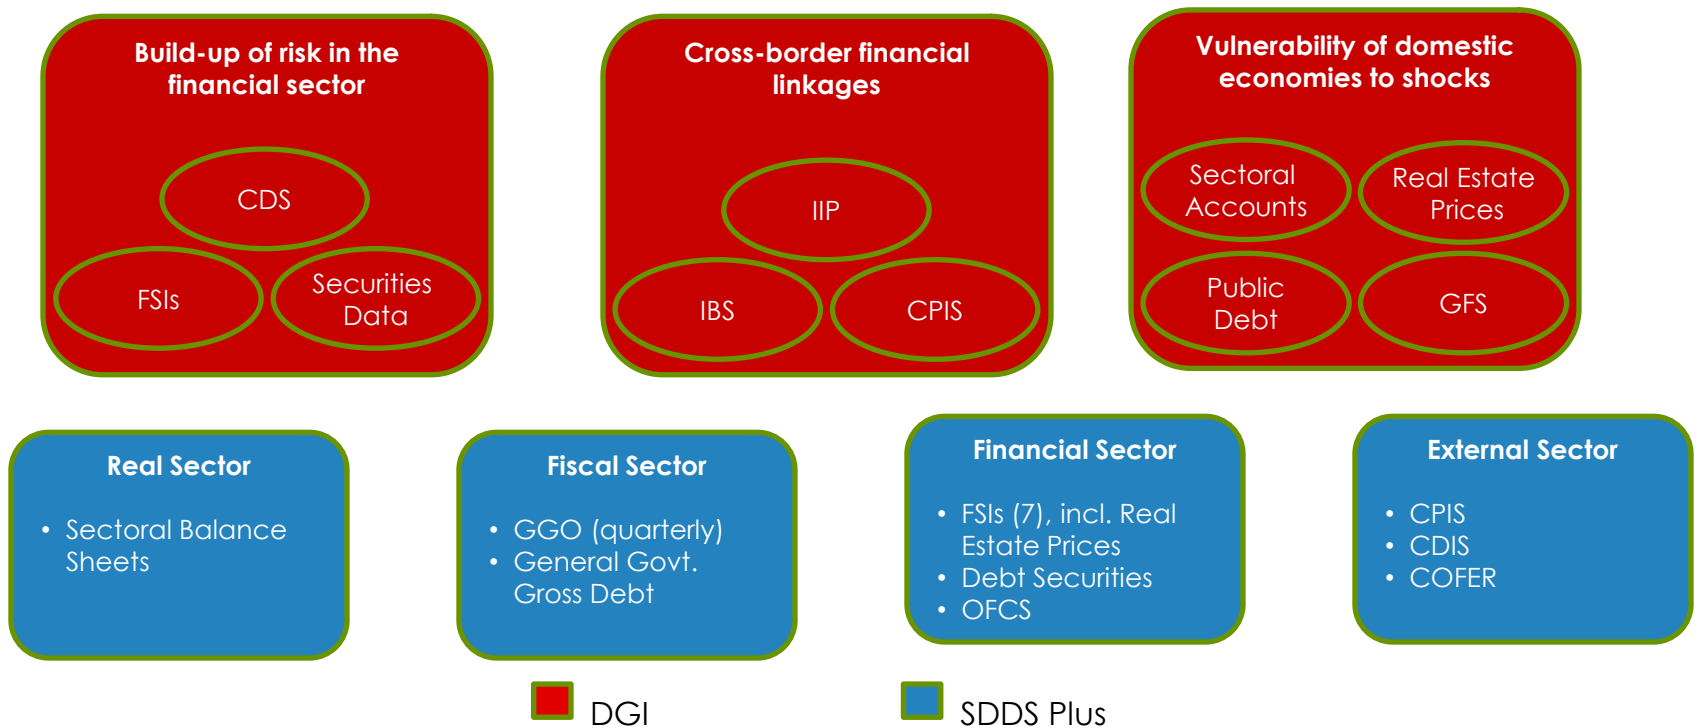 Build-up of risk in the
financial sector
CDS
FSIs
Securities
Data
Cross-border financial
linkages
IIP
IBS
CPIS
Vulnerability of domestic
economies to shocks
Sectoral
Accounts
Real Estate
Prices
Public
Debt
GFS
Real Sector
• Sectoral Balance
Sheets
Fiscal Sector
• GGO (quarterly)
• General Govt.
Gross Debt
Financial Sector
• FSIs (7), incl. Real
Estate Prices
• Debt Securities
• OFCS
External Sector
• CPIS
• CDIS
• COFER
DGI
SDDS Plus